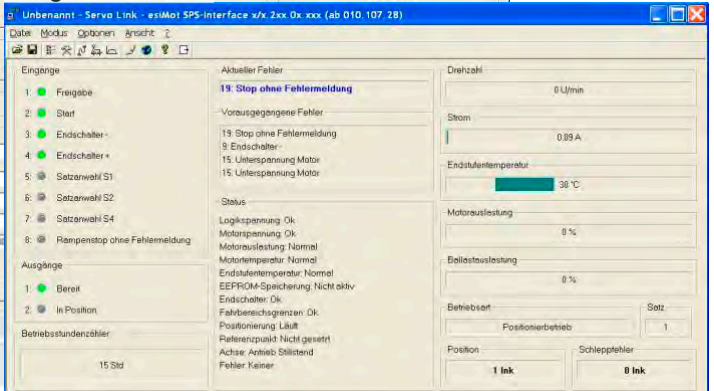 Unbenannt - Servo Link - esiMot SPS-Interface x/x.2xx.0x.xxx (ab 010.107.28)
Datei Modus Optionen Ansicht ?
Eingänge
1: Freigabe
2: Start
3: Endschalter -
4: Endschalter +
5: Satzanwahl S1
6: Satzanwahl S2
7: Satzanwahl S4
8: Rampenstop ohne Fehlermeldung
Ausgänge
1: Bereit
2: In Position
Betriebsstundenzähler
15 Std
Aktueller Fehler
19: Stop ohne Fehlermeldung
Vorausgegangene Fehler
19: Stop ohne Fehlermeldung
9: Endschalter -
15: Unterspannung Motor
15: Unterspannung Motor
Status
Logikspannung: Ok
Motorspannung: Ok
Motorauslastung: Normal
Motortemperatur: Normal
Endstufentemperatur: Normal
EEPROM-Speicherung: Nicht aktiv
Endschalter: Ok
Fahrbereichsgrenzen: Ok
Positionierung: Läuft
Referenzpunkt: Nicht gesetzt
Achse: Antrieb Stillstand
Fehler: Keiner
Drehzahl
0 U/min
Strom
0.09 A
Endstufentemperatur
38 °C
Motorauslastung
0 %
Ballastauslastung
0 %
Betriebsart
Positionierbetrieb
Satz
1
Position
1 Ink
Schleppfehler
0 Ink